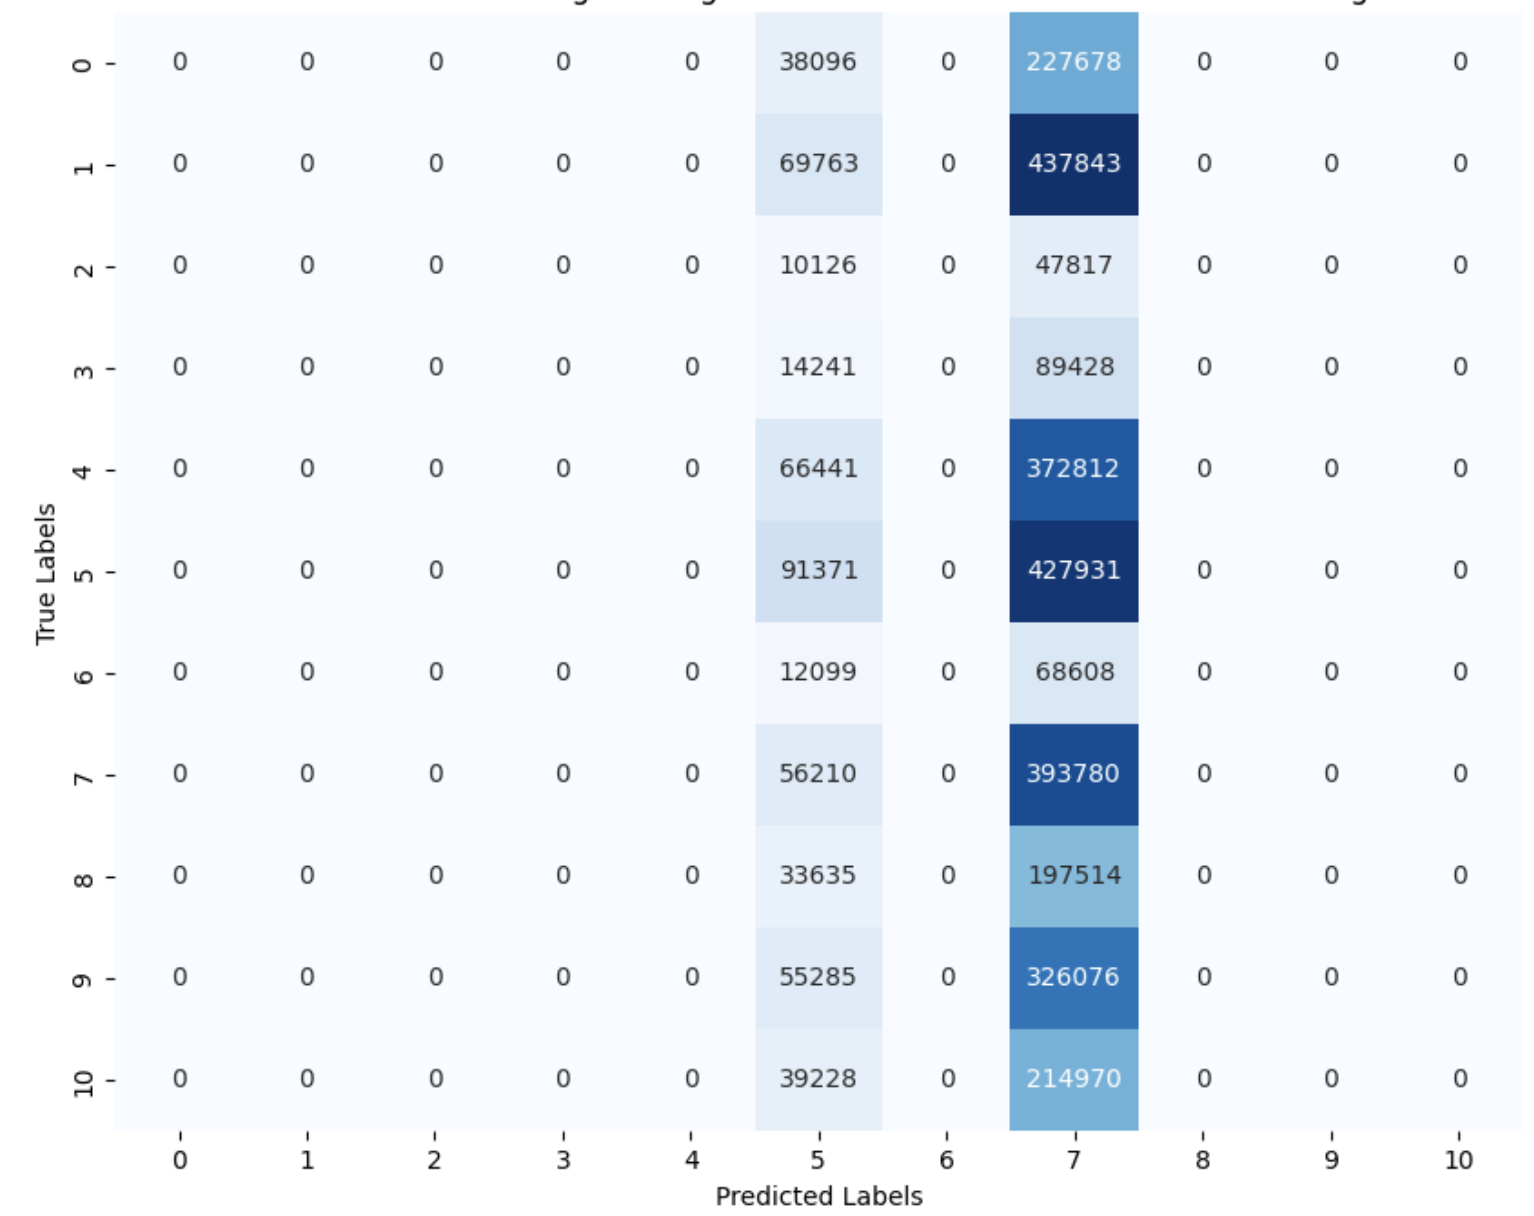 0 0 0 0 0 0 38096 0 227678 0 0 0
1 0 0 0 0 0 69763 0 437843 0 0 0
2 0 0 0 0 0 10126 0 47817 0 0 0
3 0 0 0 0 0 14241 0 89428 0 0 0
4 0 0 0 0 0 66441 0 372812 0 0 0
5 0 0 0 0 0 91371 0 427931 0 0 0
6 0 0 0 0 0 12099 0 68608 0 0 0
7 0 0 0 0 0 56210 0 393780 0 0 0
8 0 0 0 0 0 33635 0 197514 0 0 0
9 0 0 0 0 0 55285 0 326076 0 0 0
10 0 0 0 0 0 39228 0 214970 0 0 0
True Labels
0 1 2 3 4 5 6 7 8 9 10
Predicted Labels